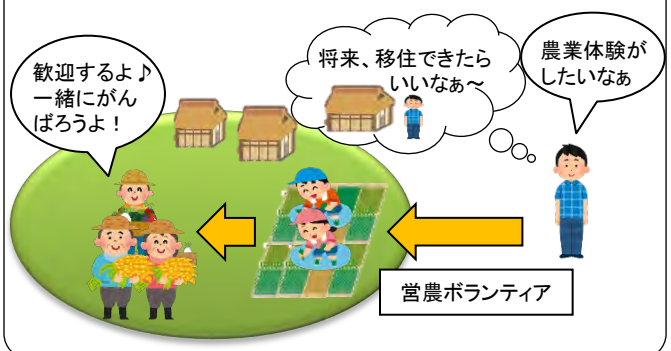 歓迎するよ♪
一緒にがん
ばろうよ！
将来、移住できたら
いいなぁ～
農業体験が
したいなぁ
営農ボランティア